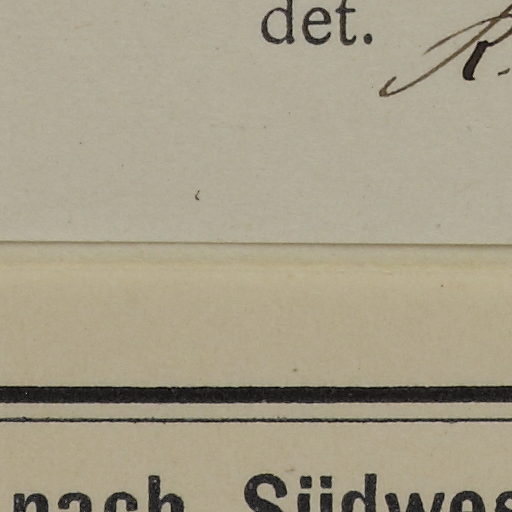 det. R.
nach Südwes